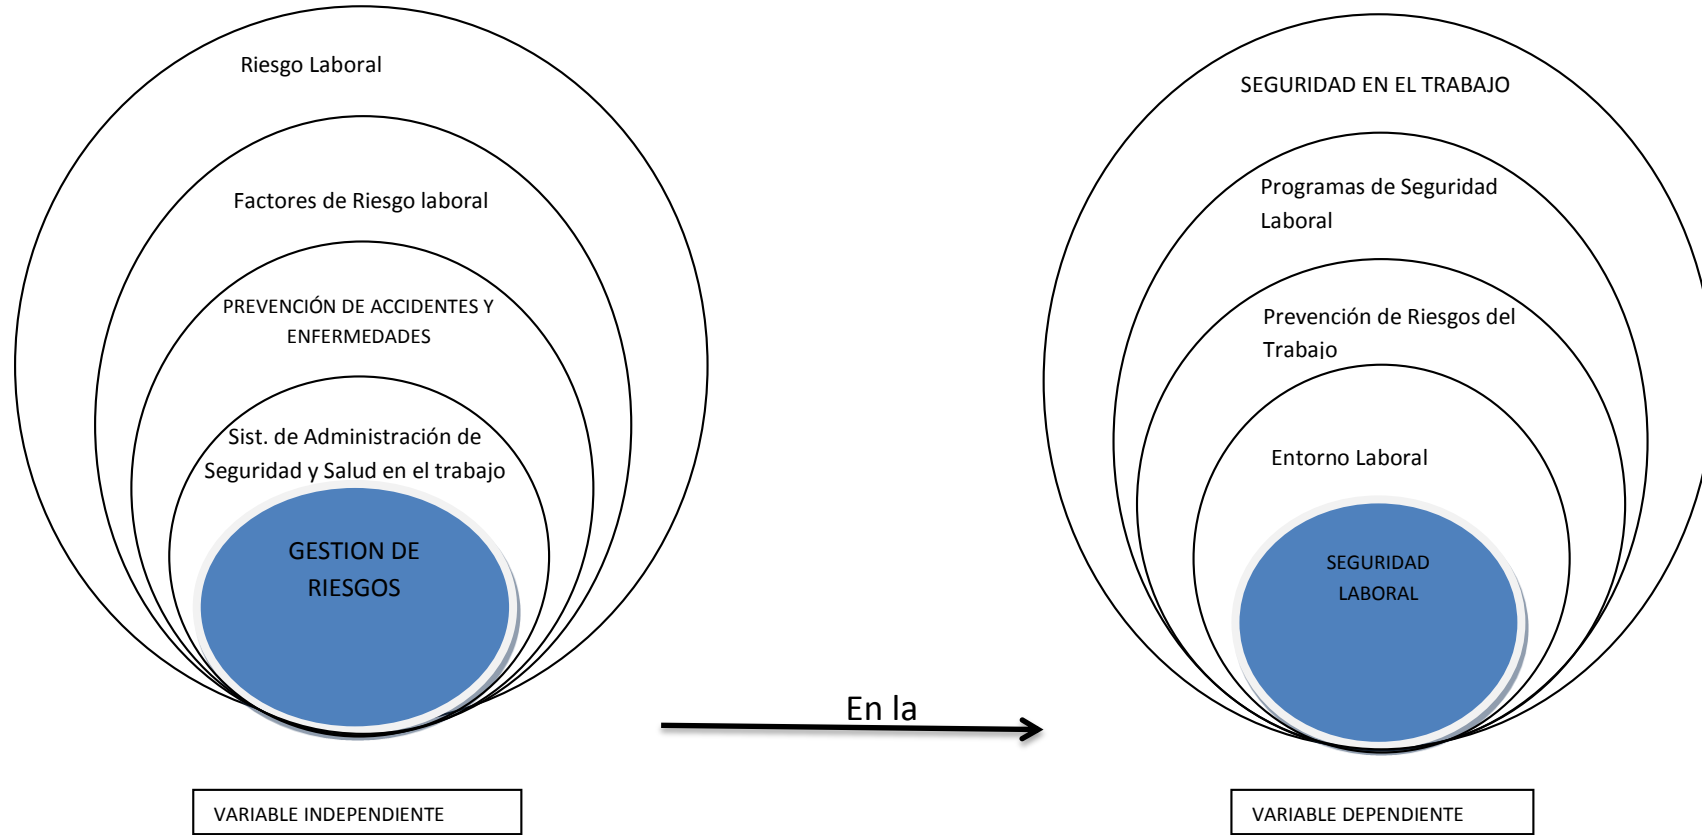 Riesgo Laboral
Factores de Riesgo laboral
PREVENCIÓN DE ACCIDENTES Y
ENFERMEDADES
Sist. de Administración de
Seguridad y Salud en el trabajo
GESTION DE
RIESGOS
VARIABLE INDEPENDIENTE
En la
SEGURIDAD EN EL TRABAJO
Programas de Seguridad
Laboral
Prevención de Riesgos del
Trabajo
Entorno Laboral
SEGURIDAD
LABORAL
VARIABLE DEPENDIENTE